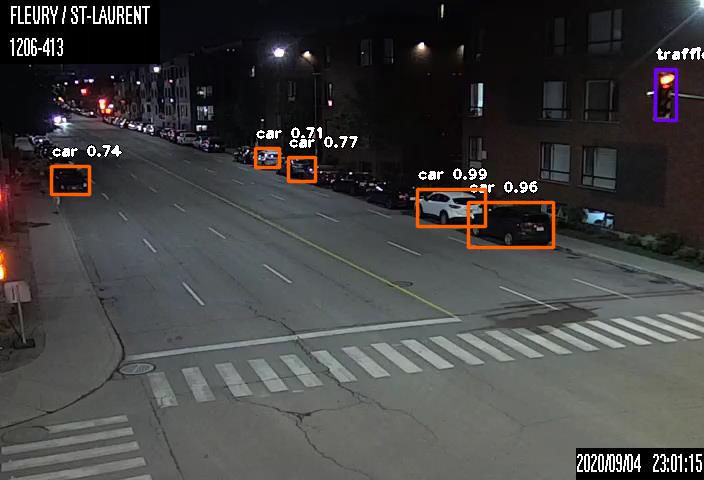 FLEURY / ST-LAURENT
1206-413
traffic
car 0.71
car 0.77
car 0.74
car 0.99
car 0.96
2020/09/04 23:01:15